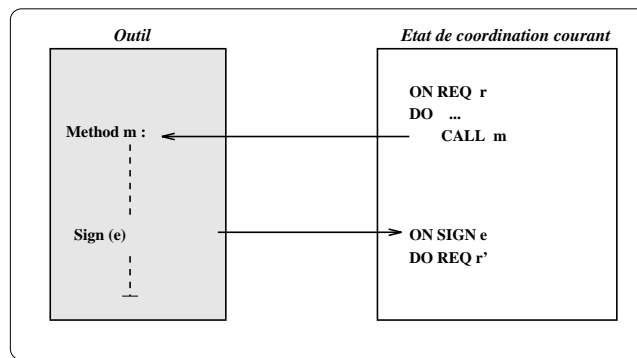 Outil
Etat de coordination courant
Method m :
Sign (e)
ON REQ r
DO ...
CALL m
ON SIGN e
DO REQ r’